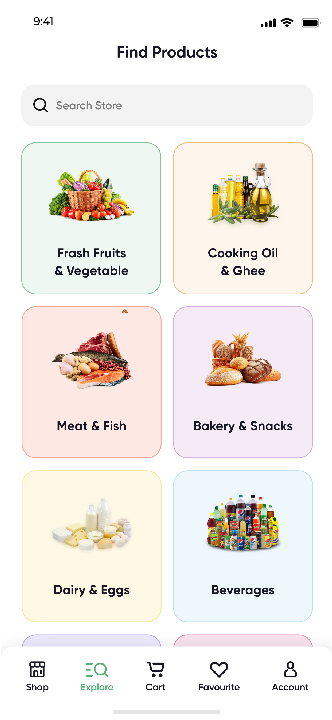 9:41
Find Products
Search Store
Frash Fruits
& Vegetable
Cooking Oil
& Ghee
Meat & Fish
Bakery & Snacks
Dairy & Eggs
Beverages
Shop
Explore
Cart
Favourite
Account